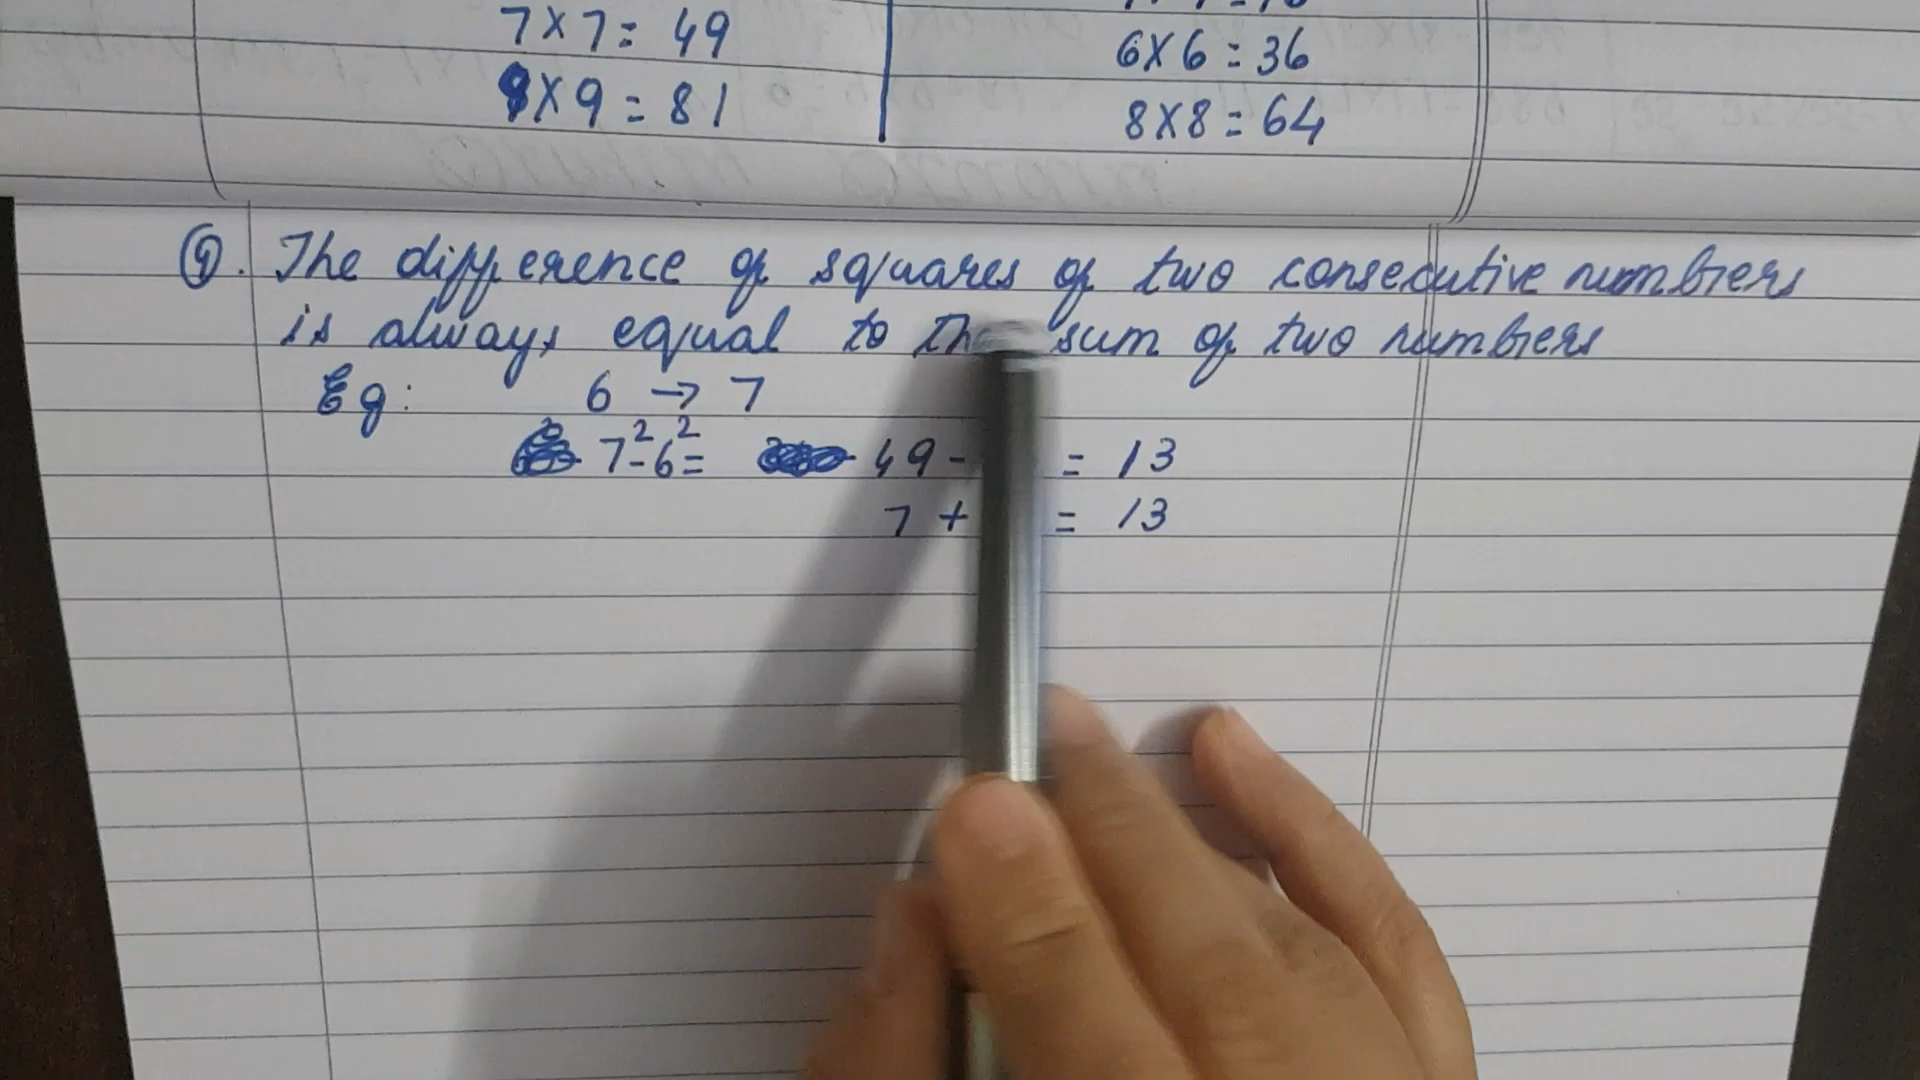 7×7= 49
6×6=36
9×9=81
8×8=64
9. The difference of squares of two consecutive numbers
is always equal to the sum of two numbers
Eg: 6 → 7
7²-6²= 49- = 13
7 + = 13